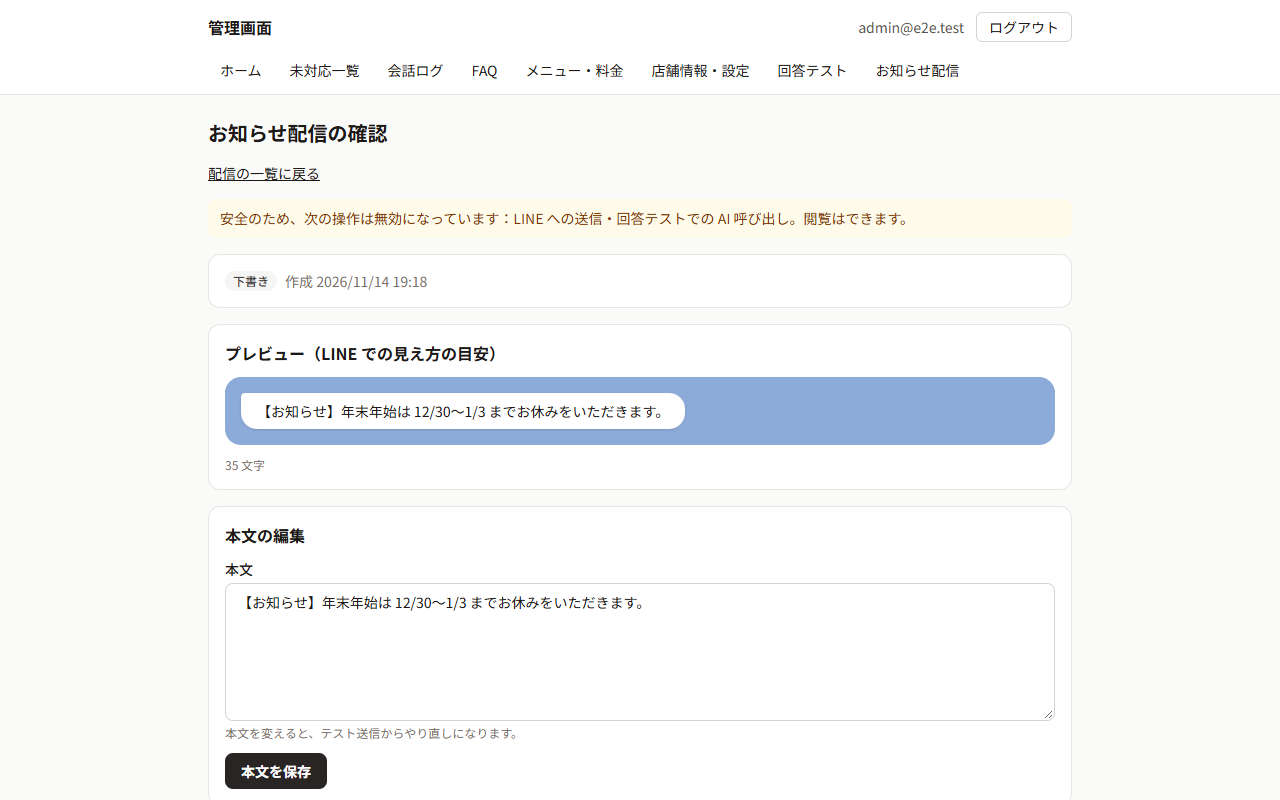 管理画面
admin@e2e.test ログアウト
ホーム 未対応一覧 会話ログ FAQ メニュー・料金 店舗情報・設定 回答テスト お知らせ配信
お知らせ配信の確認
配信の一覧に戻る
安全のため、次の操作は無効になっています：LINE への送信・回答テストでの AI 呼び出し。閲覧はできます。
下書き 作成 2026/11/14 19:18
プレビュー（LINE での見え方の目安）
【お知らせ】年末年始は 12/30〜1/3 までお休みをいただきます。
35 文字
本文の編集
本文
【お知らせ】年末年始は 12/30〜1/3 までお休みをいただきます。
本文を変えると、テスト送信からやり直しになります。
本文を保存